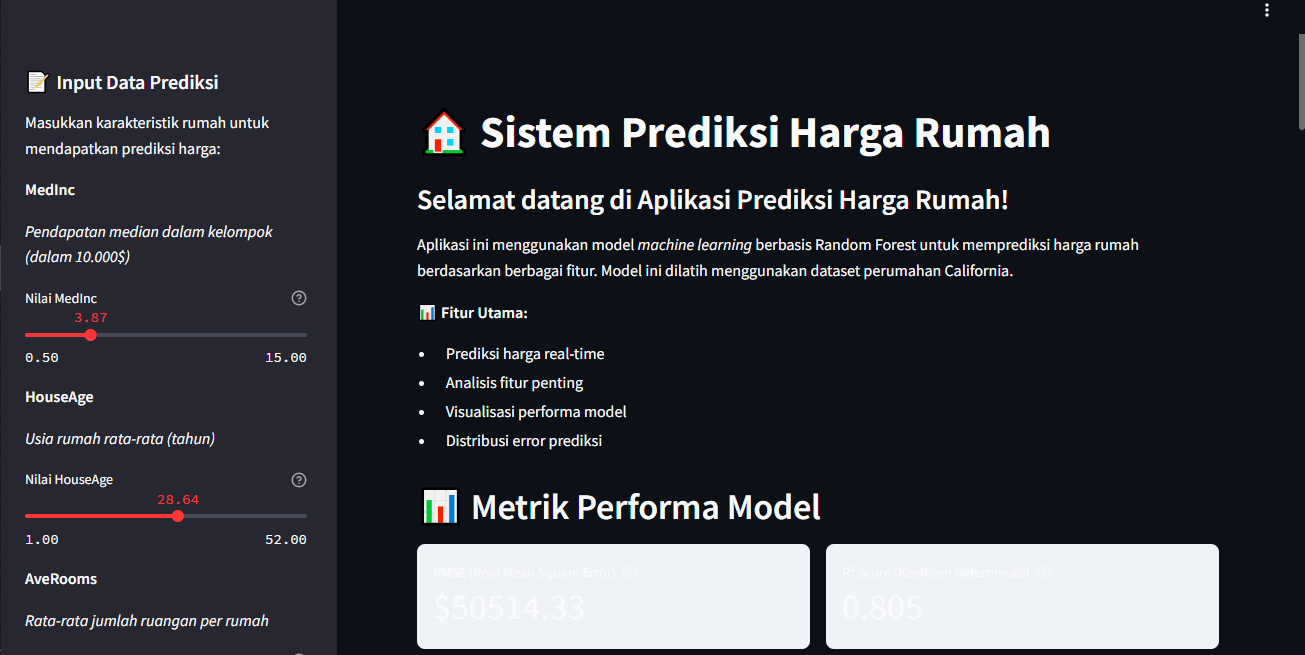 Input Data Prediksi
Masukkan karakteristik rumah untuk
mendapatkan prediksi harga:
MedInc
Pendapatan median dalam kelompok
(dalam 10.000$)
Nilai MedInc
3.87
0.50 15.00
HouseAge
Usia rumah rata-rata (tahun)
Nilai HouseAge
28.64
1.00 52.00
AveRooms
Rata-rata jumlah ruangan per rumah
Sistem Prediksi Harga Rumah
Selamat datang di Aplikasi Prediksi Harga Rumah!
Aplikasi ini menggunakan model machine learning berbasis Random Forest untuk memprediksi harga rumah
berdasarkan berbagai fitur. Model ini dilatih menggunakan dataset perumahan California.
Fitur Utama:
• Prediksi harga real-time
• Analisis fitur penting
• Visualisasi performa model
• Distribusi error prediksi
Metrik Performa Model
RMSE (Root Mean Square Error)
$50514.33
R² Score (Koefisien Determinasi)
0.805